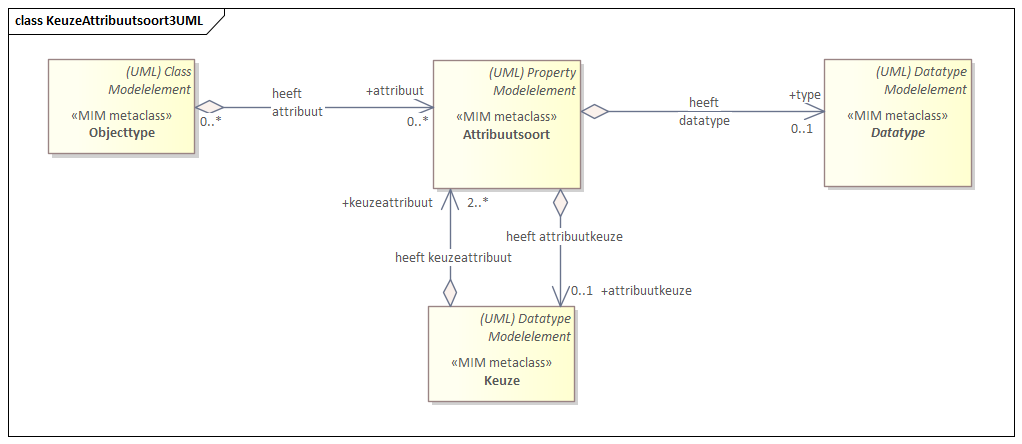 class KeuzeAttribuutsoort3UML
(UML) Class
Modelelement
«MIM metaclass»
Objecttype
0..*
heeft
attribuut
+attribuut
0..*
(UML) Property
Modelelement
«MIM metaclass»
Attribuutsoort
heeft
datatype
+type
0..1
(UML) Datatype
Modelelement
«MIM metaclass»
Datatype
+keuzeattribuut
2..*
heeft attribuutkeuze
heeft keuzeattribuut
0..1 +attribuutkeuze
(UML) Datatype
Modelelement
«MIM metaclass»
Keuze